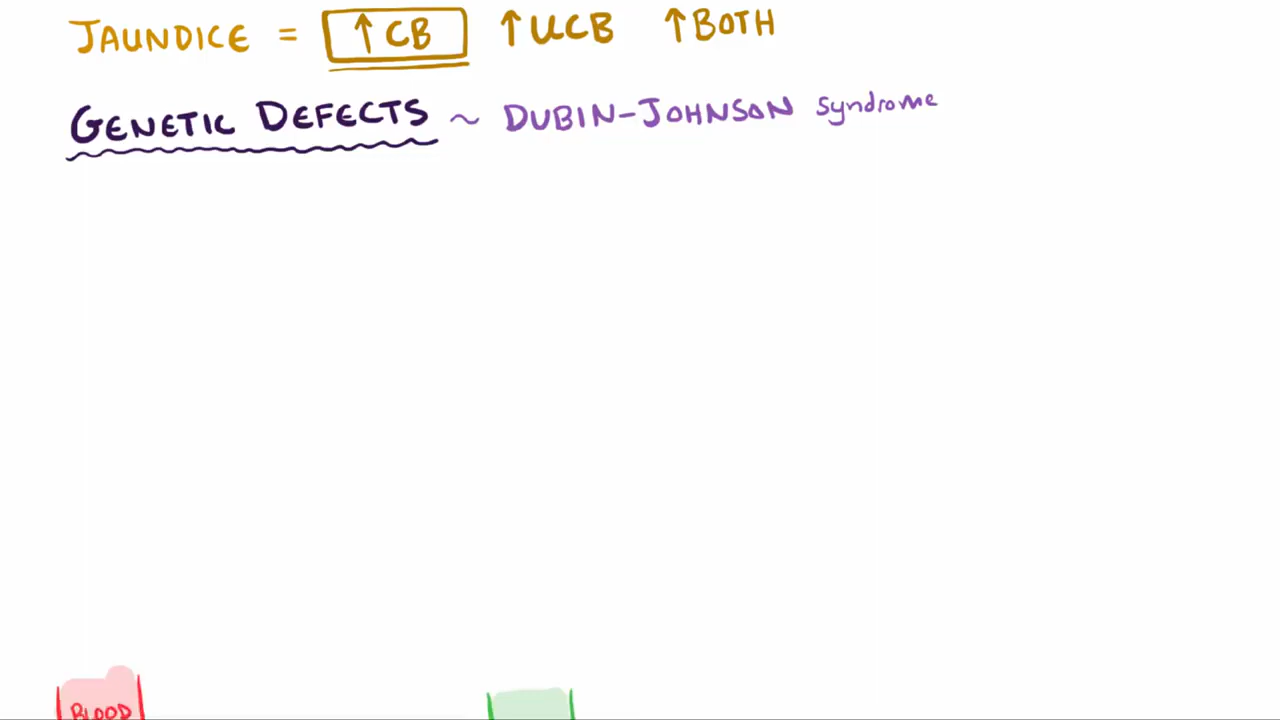 JAUNDICE = ↑CB ↑UCB ↑BOTH
GENETIC DEFECTS ~ DUBIN-JOHNSON Syndrome
BLOOD